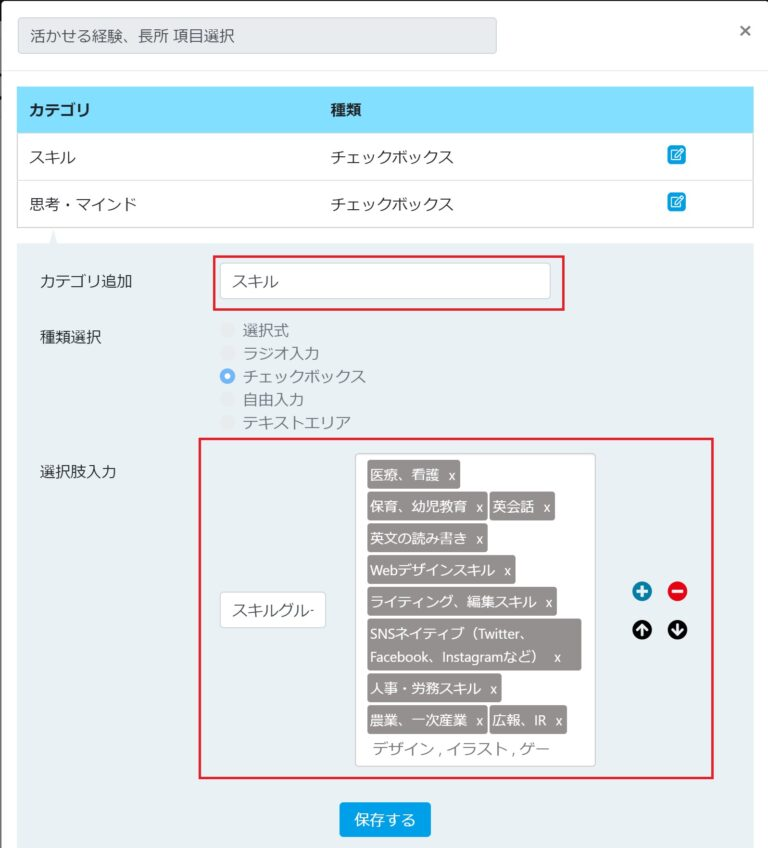 活かせる経験、長所 項目選択
×
カテゴリ 種類
スキル チェックボックス
思考・マインド チェックボックス
カテゴリ追加 スキル
種類選択 選択式
ラジオ入力
チェックボックス
自由入力
テキストエリア
選択肢入力
スキルグル
医療、看護 x
保育、幼児教育 x 英会話 x
英文の読み書き x
Webデザインスキル x
ライティング、編集スキル x
SNSネイティブ（Twitter、
Facebook、Instagramなど） x
人事・労務スキル x
農業、一次産業 x 広報、IR x
デザイン , イラスト , ゲー
保存する